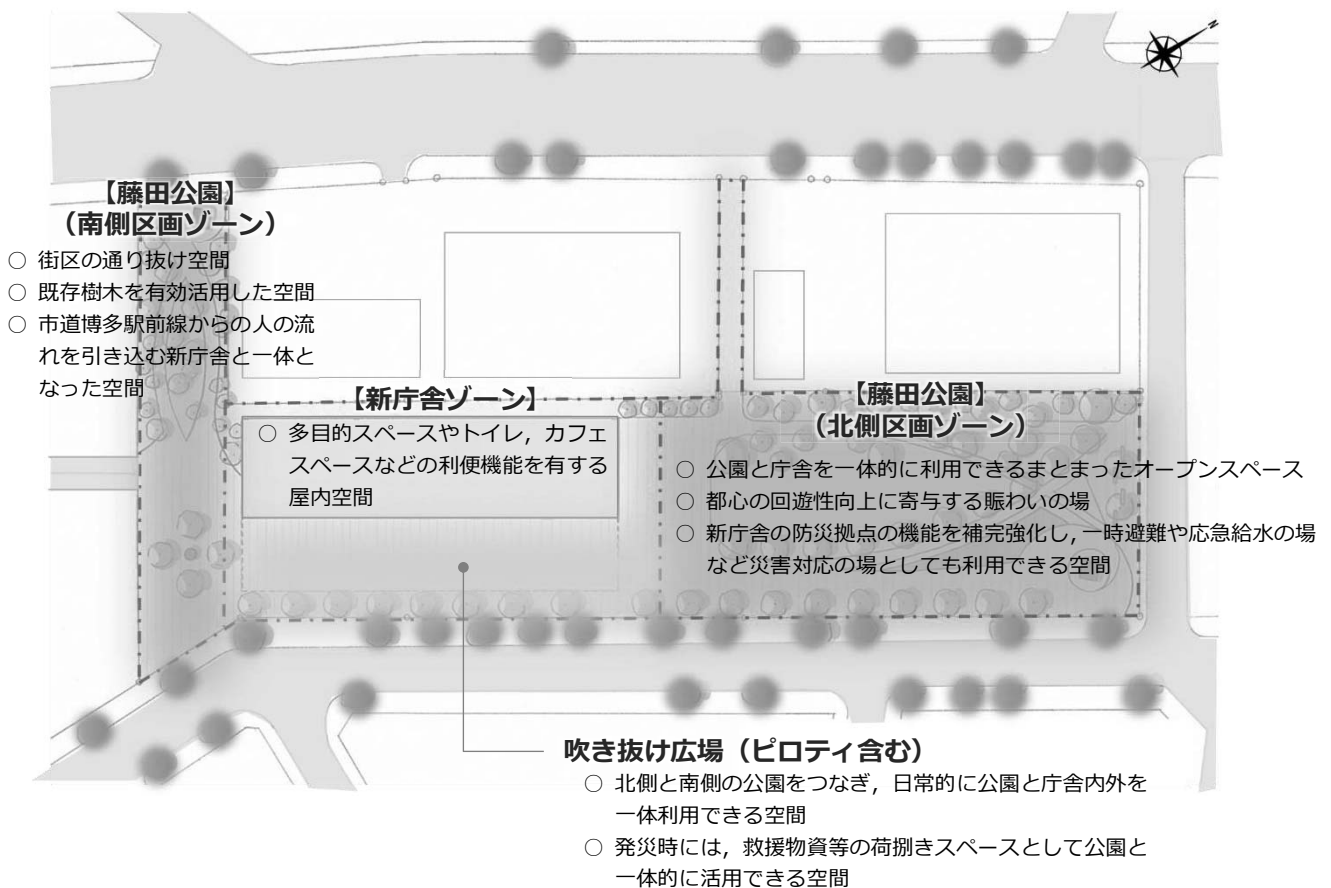 N
【藤田公園】
（南側区画ゾーン）
○ 街区の通り抜け空間
○ 既存樹木を有効活用した空間
○ 市道博多駅前線からの人の流
れを引き込む新庁舎と一体と
なった空間
【新庁舎ゾーン】
○ 多目的スペースやトイレ，カフェ
スペースなどの利便機能を有する
屋内空間
【藤田公園】
（北側区画ゾーン）
○ 公園と庁舎を一体的に利用できるまとまったオープンスペース
○ 都心の回遊性向上に寄与する賑わいの場
○ 新庁舎の防災拠点の機能を補完強化し，一時避難や応急給水の場
など災害対応の場としても利用できる空間
吹き抜け広場（ピロティ含む）
○ 北側と南側の公園をつなぎ，日常的に公園と庁舎内外を
一体利用できる空間
○ 発災時には，救援物資等の荷捌きスペースとして公園と
一体的に活用できる空間